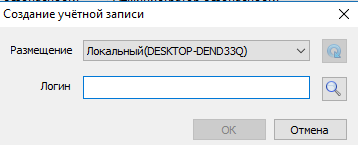 Создание учётной записи
Размещение
Локальный(DESKTOP-DEND33Q)
Логин
OK
Отмена